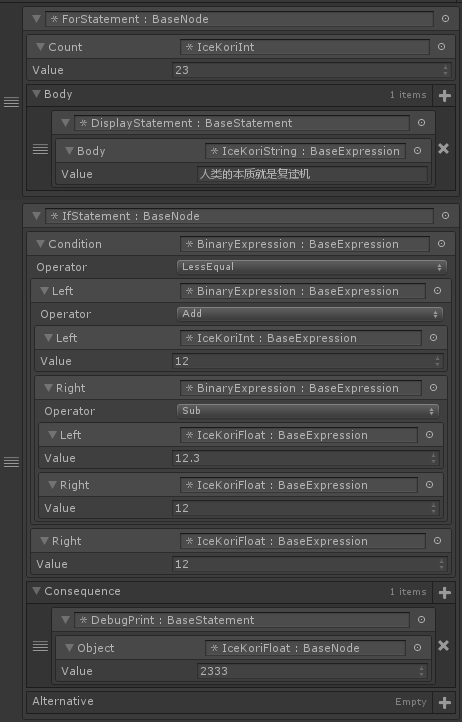 ForStatement : BaseNode
Count IceKoriInt
Value 23
Body 1 items
DisplayStatement : BaseStatement
Body IceKoriString : BaseExpression
Value 人类的本质就是复读机
IfStatement : BaseNode
Condition BinaryExpression : BaseExpression
Operator LessEqual
Left BinaryExpression : BaseExpression
Operator Add
Left IceKoriInt : BaseExpression
Value 12
Right BinaryExpression : BaseExpression
Operator Sub
Left IceKoriFloat : BaseExpression
Value 12.3
Right IceKoriFloat : BaseExpression
Value 12
Right IceKoriFloat : BaseExpression
Value 12
Consequence 1 items
DebugPrint : BaseStatement
Object IceKoriFloat : BaseNode
Value 2333
Alternative Empty